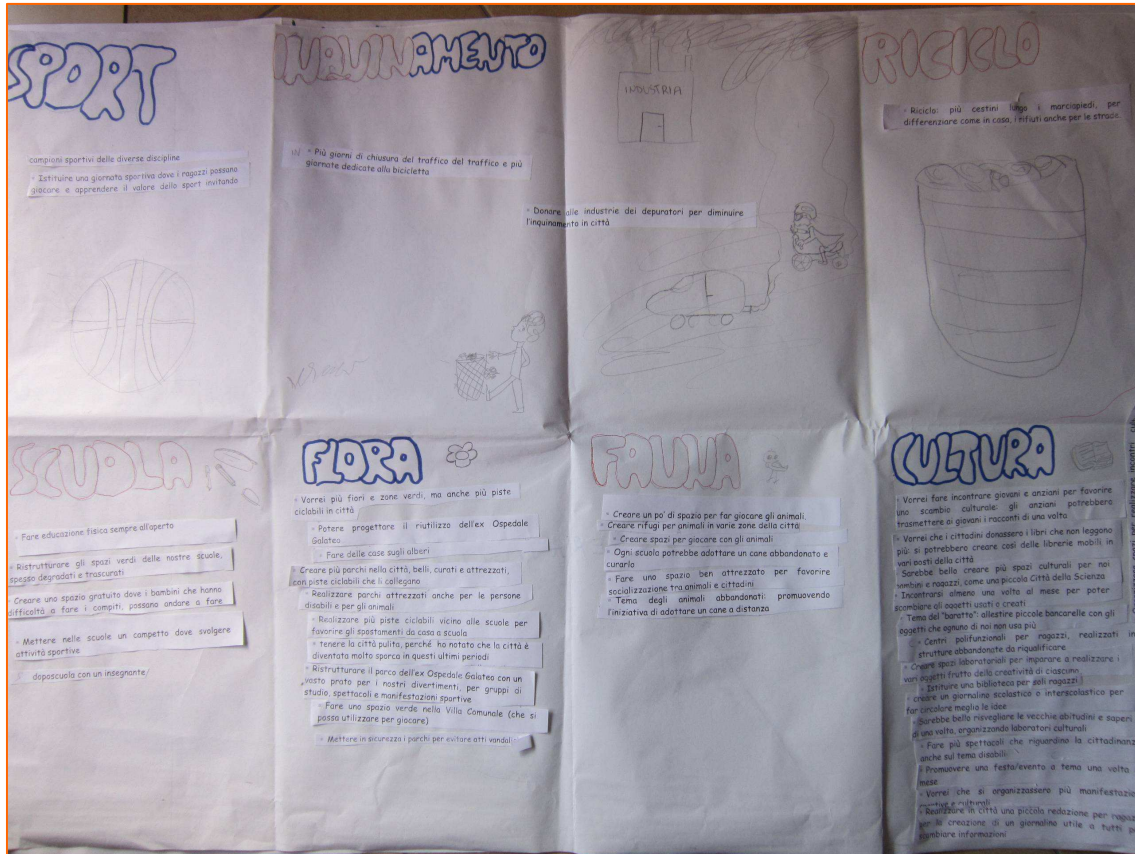 SPORT
campioni sportivi delle diverse discipline
◦ Istituire una giornata sportiva dove i ragazzi possano
giocare e apprendere il valore dello sport invitando
INQUINAMENTO
IN ◦ Più giorni di chiusura del traffico del traffico e più
giornate dedicate alla bicicletta
INDUSTRIA
◦ Donare alle industrie dei depuratori per diminuire
l'inquinamento in città
RICICLO
◦ Riciclo: più cestini lungo i marciapiedi, per
differenziare come in casa, i rifiuti anche per le strade
SCUOLA
◦ Fare educazione fisica sempre all'aperto
◦ Ristrutturare gli spazi verdi delle nostre scuole,
spesso degradati e trascurati
◦ Creare uno spazio gratuito dove i bambini che hanno
difficoltà a fare i compiti, possano andare a fare
◦ Mettere nelle scuole un campetto dove svolgere
attività sportive
doposcuola con un insegnante/
FLORA
◦ Vorrei più fiori e zone verdi, ma anche più piste
ciclabili in città
◦ Potere progettare il riutilizzo dell'ex Ospedale
Galateo
◦ Fare delle case sugli alberi
◦ Creare più parchi nella città, belli, curati e attrezzati,
con piste ciclabili che li collegano
◦ Realizzare parchi attrezzati anche per le persone
disabili e per gli animali
◦ Realizzare più piste ciclabili vicino alle scuole per
favorire gli spostamenti da casa a scuola
◦ tenere la città pulita, perché ho notato che la città è
diventata molto sporca in questi ultimi periodi
◦ Ristrutturare il parco dell'ex Ospedale Galateo con un
vasto prato per i nostri divertimenti, per gruppi di
studio, spettacoli e manifestazioni sportive
◦ Fare uno spazio verde nella Villa Comunale (che si
possa utilizzare per giocare)
◦ Mettere in sicurezza i parchi per evitare atti vandali
FAUNA
◦ Creare un po' di spazio per far giocare gli animali.
◦ Creare rifugi per animali in varie zone della città
◦ Creare spazi per giocare con gli animali
◦ Ogni scuola potrebbe adottare un cane abbandonato e
curarlo
◦ Fare uno spazio ben attrezzato per favorire
socializzazione tra animali e cittadini
◦ Tema degli animali abbandonati: promuovendo
l'iniziativa di adottare un cane a distanza
CULTURA
◦ Vorrei fare incontrare giovani e anziani per favorire
uno scambio culturale: gli anziani potrebbero
trasmettere ai giovani i racconti di una volta
◦ Vorrei che i cittadini donassero i libri che non leggono
più: si potrebbero creare così delle librerie mobili in
vari posti della città
◦ Sarebbe bello creare più spazi culturali per noi
bambini e ragazzi, come una piccola Città della Scienza
◦ Incontrarsi almeno una volta al mese per poter
scambiare gli oggetti usati e creati
◦ Tema del "baratto": allestire piccole bancarelle con gli
oggetti che ognuno di noi non usa più
◦ Centri polifunzionali per ragazzi, realizzati in
strutture abbandonate da riqualificare
◦ Creare spazi laboratoriali per imparare a realizzare i
vari oggetti frutto della creatività di ciascuno
◦ Istituire una biblioteca per soli ragazzi
◦ creare un giornalino scolastico o interscolastico per
far circolare meglio le idee
◦ Sarebbe bello risvegliare le vecchie abitudini e saperi
di una volta, organizzando laboratori culturali
◦ Fare più spettacoli che riguardino la cittadinanz
anche sul tema disabili
◦ Promuovere una festa/evento a tema una volta
mese
◦ Vorrei che si organizzassero più manifestazio
sportive e culturali
◦ Realizzare in città una piccola redazione per ragaz
per la creazione di un giornalino utile a tutti p
scambiare informazioni
per realizzare incontri